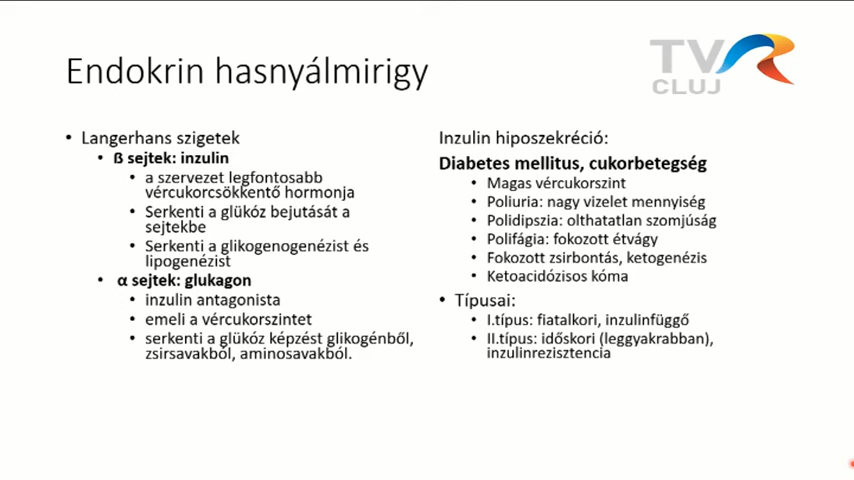 Endokrin hasnyálmirigy
TVR
CLUJ
• Langerhans szigetek
• ß sejtek: inzulin
• a szervezet legfontosabb
vércukorcsökkentő hormonja
• Serkenti a glükóz bejutását a
sejtekbe
• Serkenti a glikogenogenézist és
lipogenézist
• α sejtek: glukagon
• inzulin antagonista
• emeli a vércukorszintet
• serkenti a glükóz képzést glikogénből,
zsirsavakból, aminosavakból.
Inzulin hiposzekréció:
Diabetes mellitus, cukorbetegség
• Magas vércukorszint
• Poliuria: nagy vizelet mennyiség
• Polidipszia: olthatatlan szomjúság
• Polifágia: fokozott étvágy
• Fokozott zsirbontás, ketogenézis
• Ketoacidózisos kóma
• Típusai:
• I.típus: fiatalkori, inzulinfüggő
• II.típus: időskori (leggyakrabban),
inzulinrezisztencia